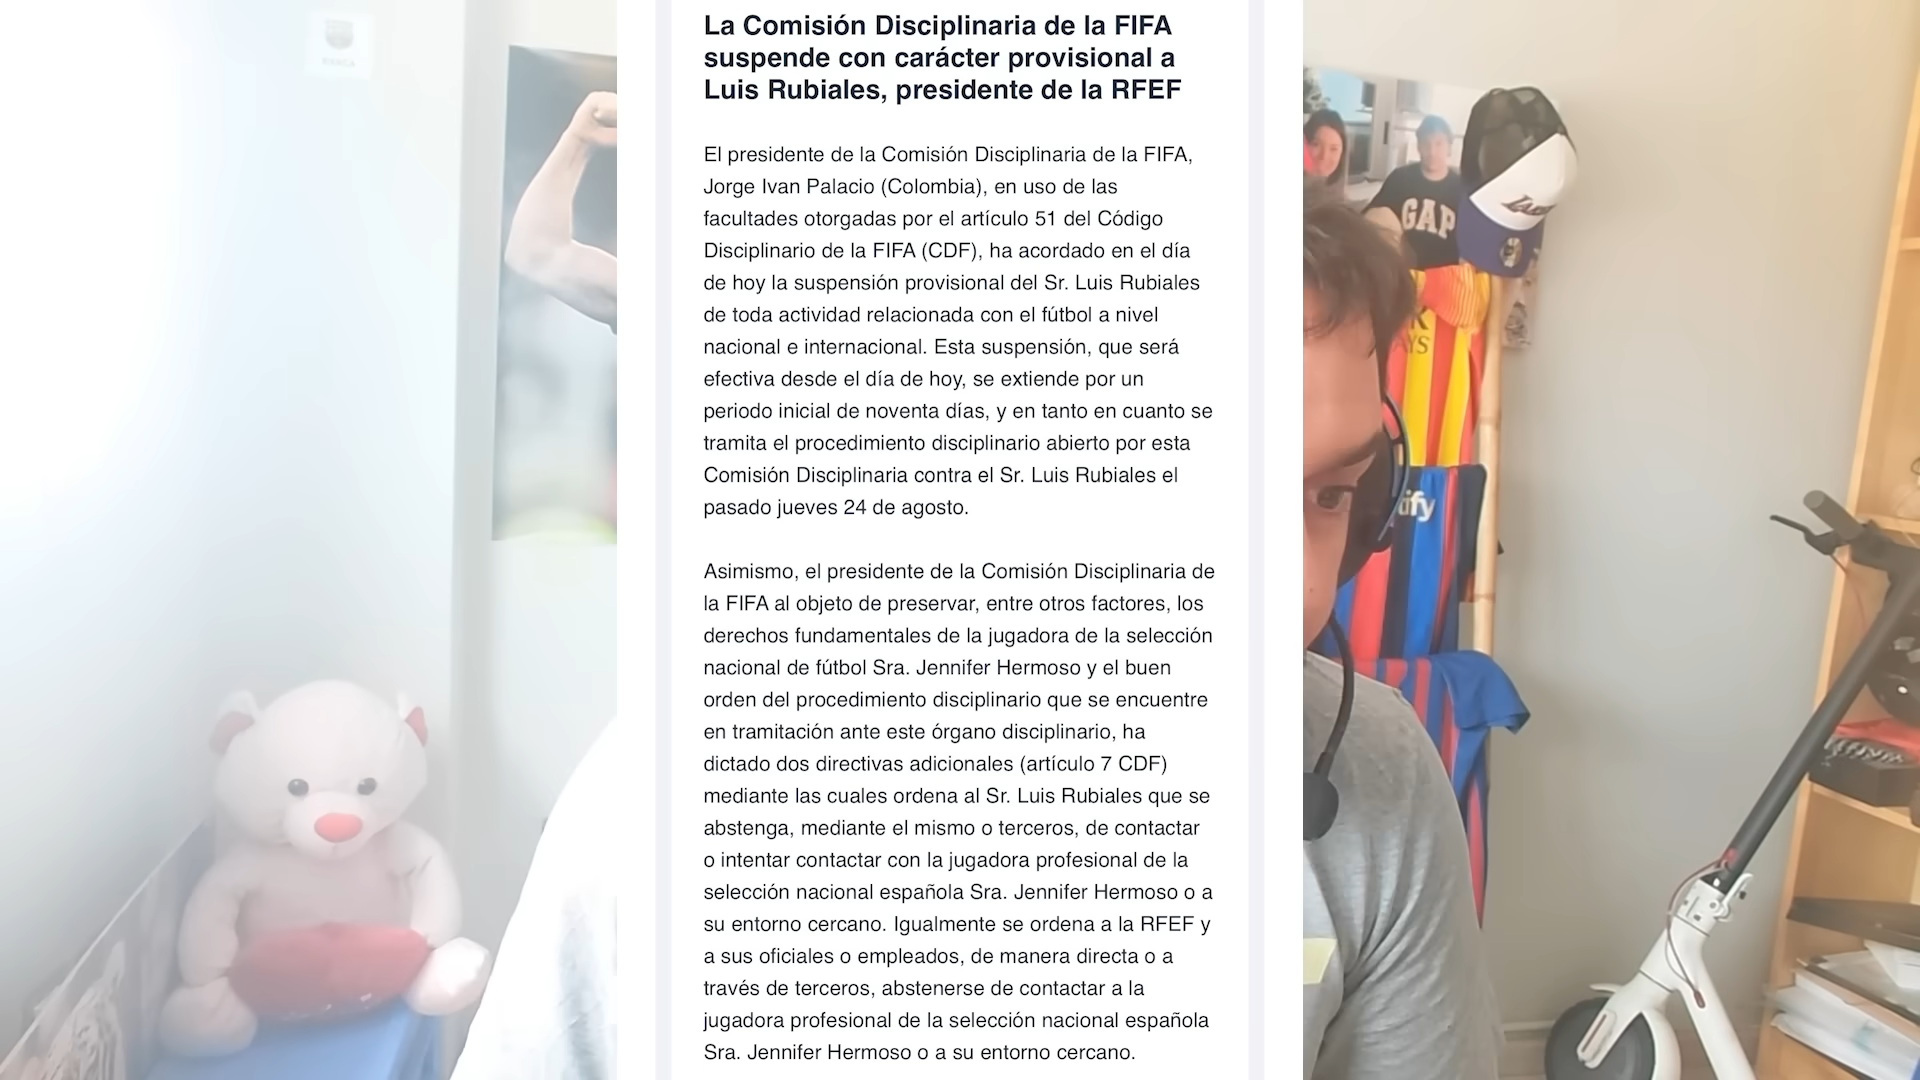 La Comisión Disciplinaria de la FIFA
suspende con carácter provisional a
Luis Rubiales, presidente de la RFEF
El presidente de la Comisión Disciplinaria de la FIFA,
Jorge Ivan Palacio (Colombia), en uso de las
facultades otorgadas por el artículo 51 del Código
Disciplinario de la FIFA (CDF), ha acordado en el día
de hoy la suspensión provisional del Sr. Luis Rubiales
de toda actividad relacionada con el fútbol a nivel
nacional e internacional. Esta suspensión, que será
efectiva desde el día de hoy, se extiende por un
periodo inicial de noventa días, y en tanto en cuanto se
tramita el procedimiento disciplinario abierto por esta
Comisión Disciplinaria contra el Sr. Luis Rubiales el
pasado jueves 24 de agosto.
Asimismo, el presidente de la Comisión Disciplinaria de
la FIFA al objeto de preservar, entre otros factores, los
derechos fundamentales de la jugadora de la selección
nacional de fútbol Sra. Jennifer Hermoso y el buen
orden del procedimiento disciplinario que se encuentre
en tramitación ante este órgano disciplinario, ha
dictado dos directivas adicionales (artículo 7 CDF)
mediante las cuales ordena al Sr. Luis Rubiales que se
abstenga, mediante el mismo o terceros, de contactar
o intentar contactar con la jugadora profesional de la
selección nacional española Sra. Jennifer Hermoso o a
su entorno cercano. Igualmente se ordena a la RFEF y
a sus oficiales o empleados, de manera directa o a
través de terceros, abstenerse de contactar a la
jugadora profesional de la selección nacional española
Sra. Jennifer Hermoso o a su entorno cercano.
GAP
tify